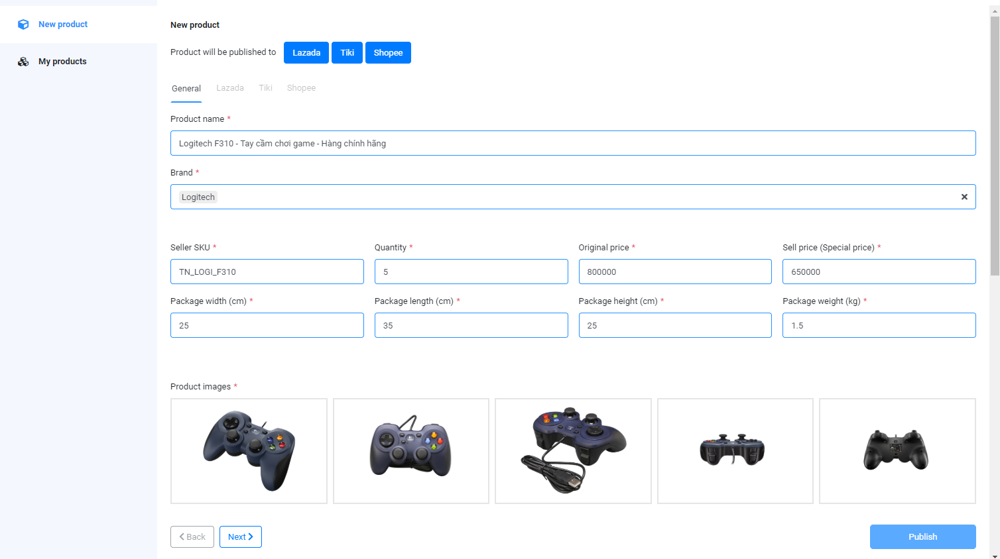 New product
My products
New product
Product will be published to Lazada Tiki Shopee
General Lazada Tiki Shopee
Product name *
Logitech F310 - Tay cầm chơi game - Hàng chính hãng
Brand *
Logitech
Seller SKU * Quantity * Original price * Sell price (Special price) *
TN_LOGI_F310 5 800000 650000
Package width (cm) * Package length (cm) * Package height (cm) * Package weight (kg) *
25 35 25 1.5
Product images *
Back Next Publish